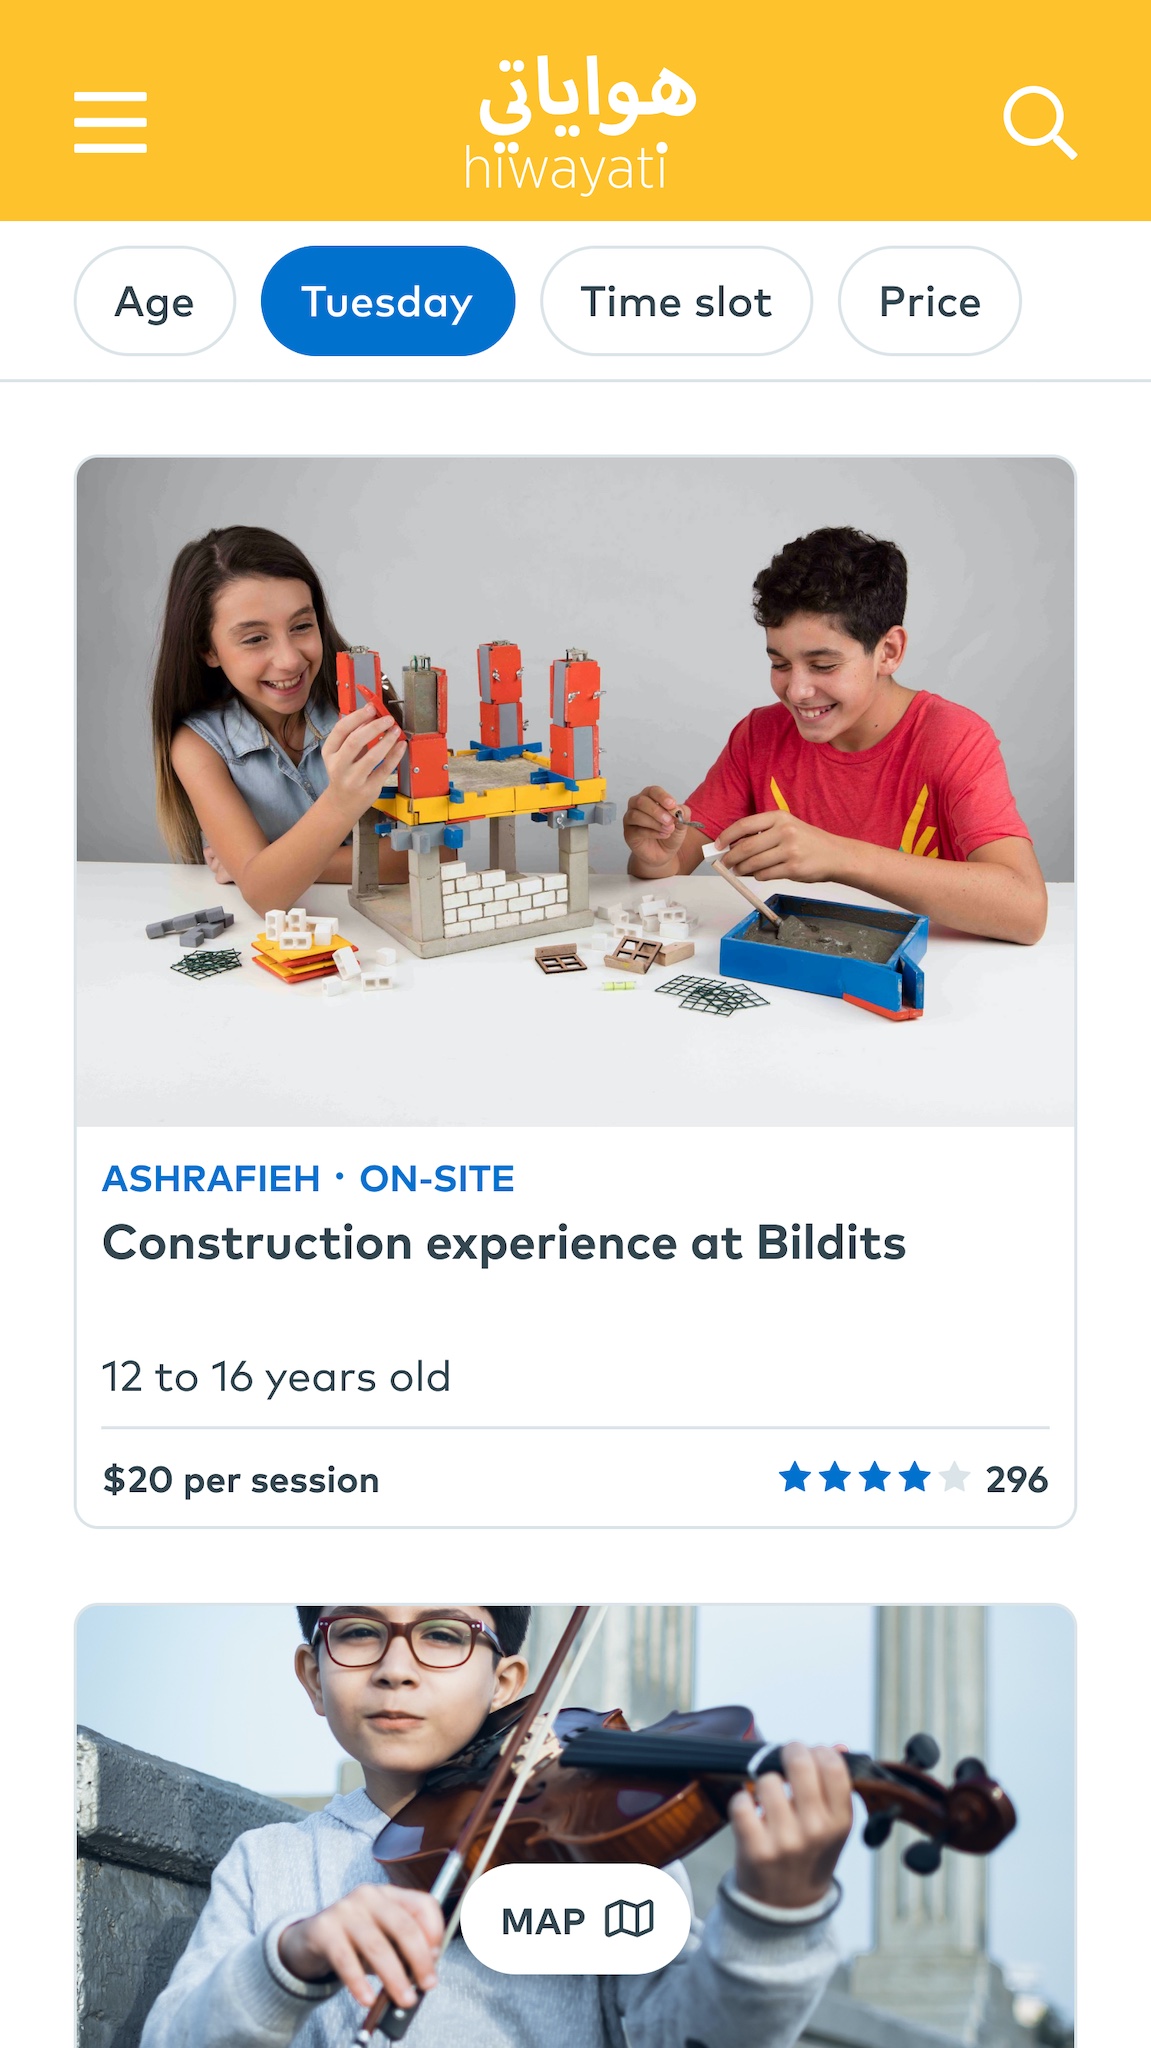 هواياتي
hiwayati
Age
Tuesday
Time slot
Price
ASHRAFIEH · ON-SITE
Construction experience at Bildits
12 to 16 years old
$20 per session
296
MAP